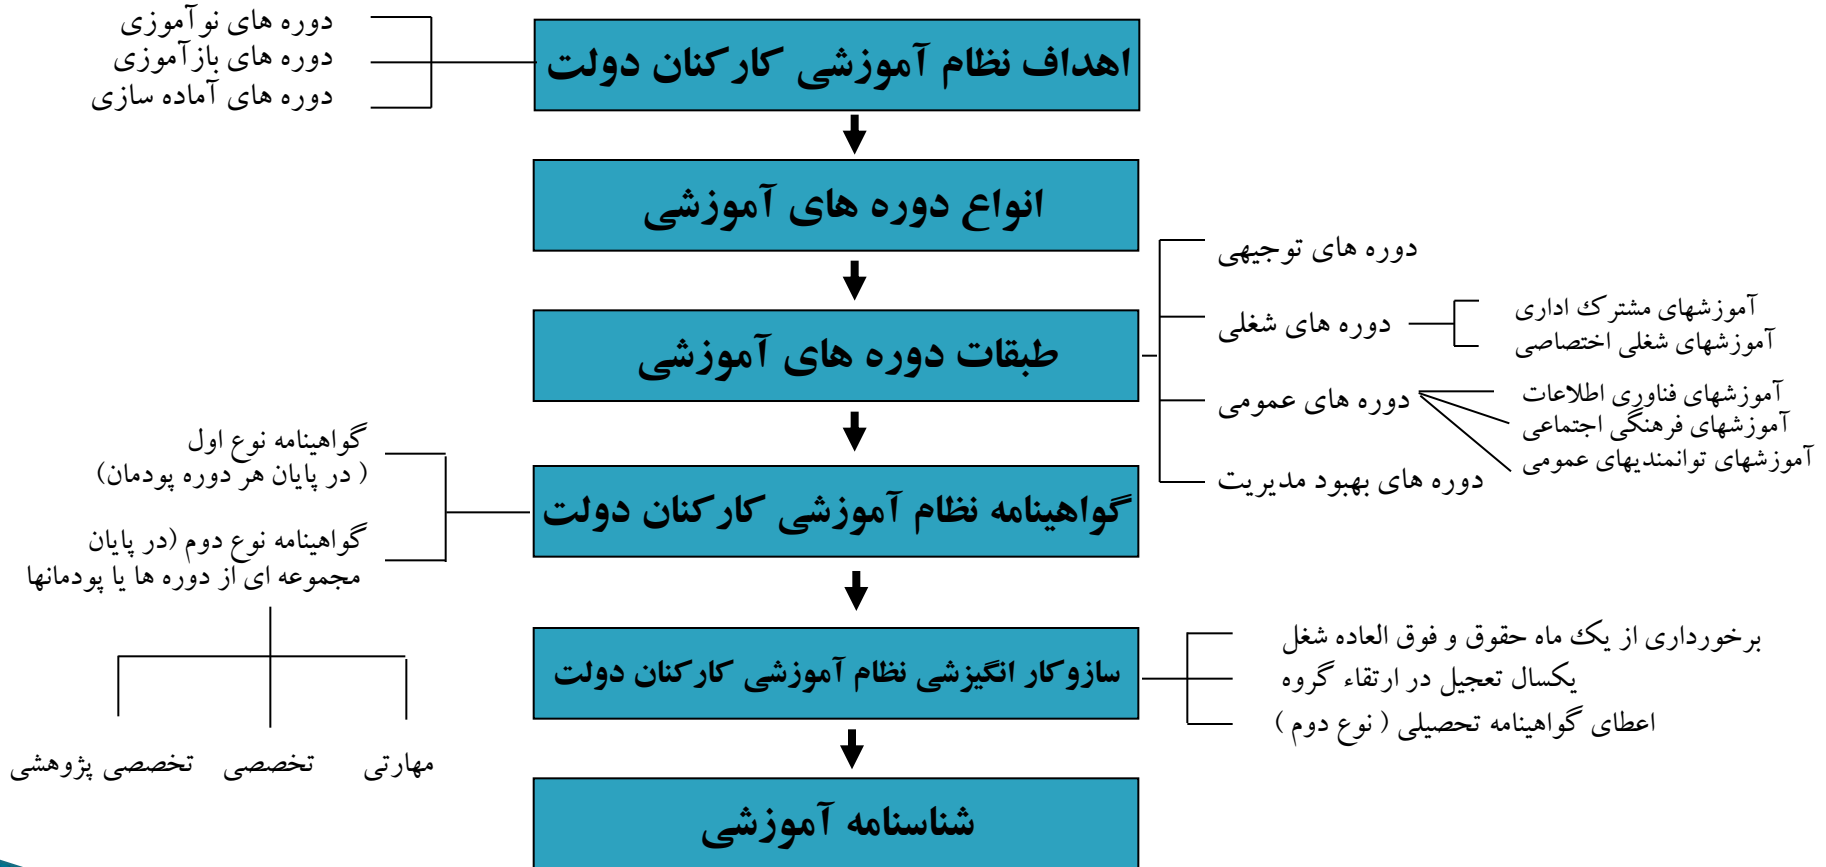 اهداف نظام آموزشی کارکنان دولت
دوره های نوآموزی
دوره های بازآموزی
دوره های آماده سازی
انواع دوره های آموزشی
طبقات دوره های آموزشی
دوره های توجیهی
دوره های شغلی
آموزشهای مشترک اداری
آموزشهای شغلی اختصاصی
دوره های عمومی
آموزشهای فناوری اطلاعات
آموزشهای فرهنگی اجتماعی
آموزشهای توانمندیهای عمومی
دوره های بهبود مدیریت
گواهینامه نظام آموزشی کارکنان دولت
گواهینامه نوع اول
( در پایان هر دوره پودمان)
گواهینامه نوع دوم (در پایان
مجموعه ای از دوره ها یا پودمانها
مهارتی
تخصصی
تخصصی پژوهشی
سازوکار انگیزشی نظام آموزشی کارکنان دولت
برخورداری از یک ماه حقوق و فوق العاده شغل
یکسال تعجیل در ارتقاء گروه
اعطای گواهینامه تحصیلی ( نوع دوم )
شناسنامه آموزشی